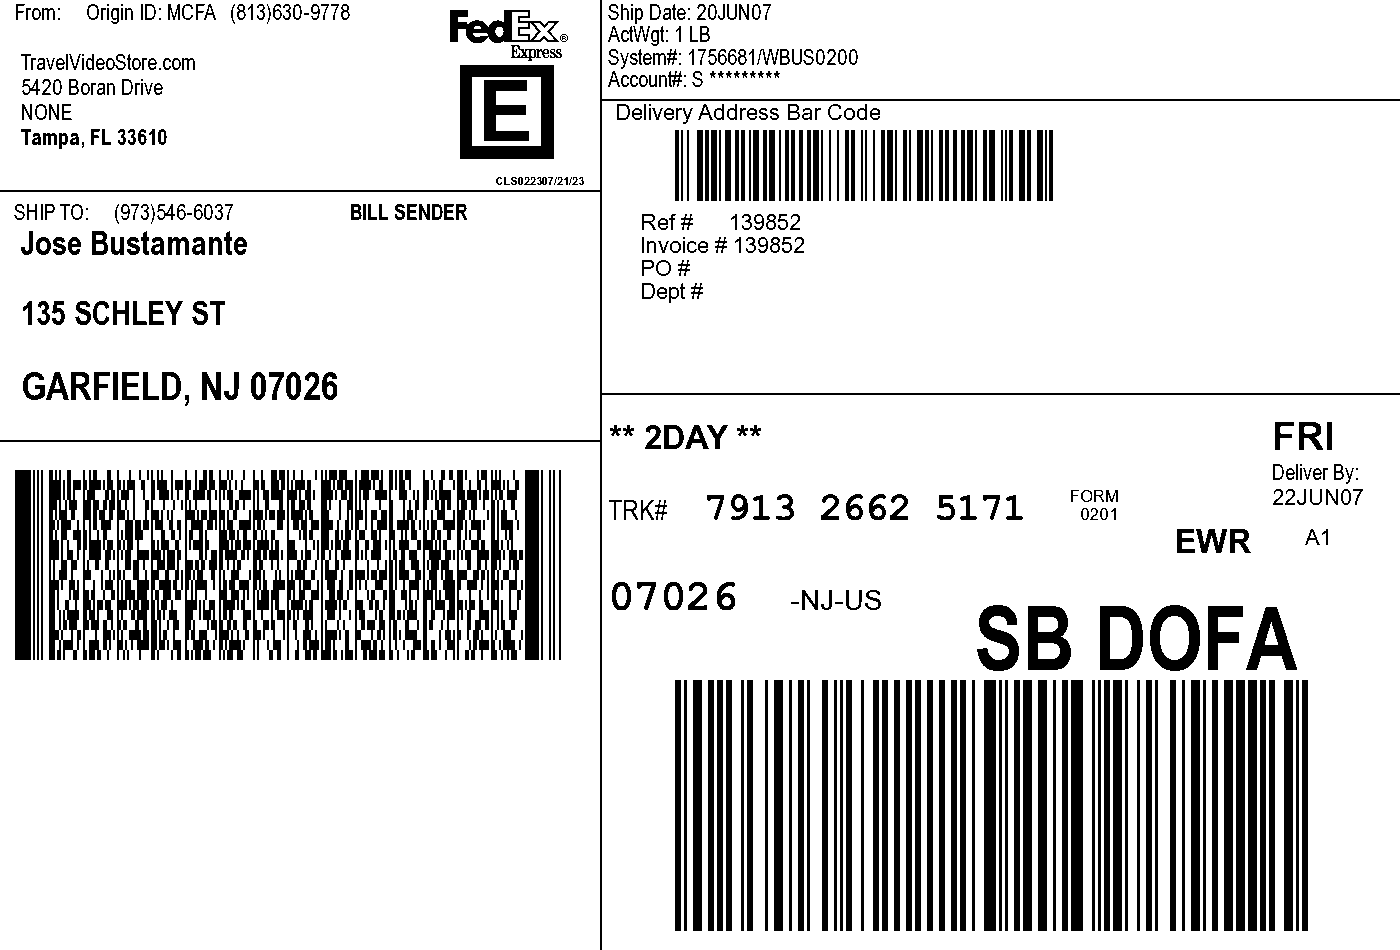 From: Origin ID: MCFA (813)630-9778
TravelVideoStore.com
5420 Boran Drive
NONE
Tampa, FL 33610
FedEx®
Express
E
CLS022307/21/23
SHIP TO: (973)546-6037 BILL SENDER
Jose Bustamante
135 SCHLEY ST
GARFIELD, NJ 07026
Ship Date: 20JUN07
ActWgt: 1 LB
System#: 1756681/WBUS0200
Account#: S *********
Delivery Address Bar Code
Ref # 139852
Invoice # 139852
PO #
Dept #
** 2DAY **
FRI
Deliver By:
22JUN07
TRK# 7913 2662 5171 FORM
0201
EWR A1
07026 -NJ-US
SB DOFA